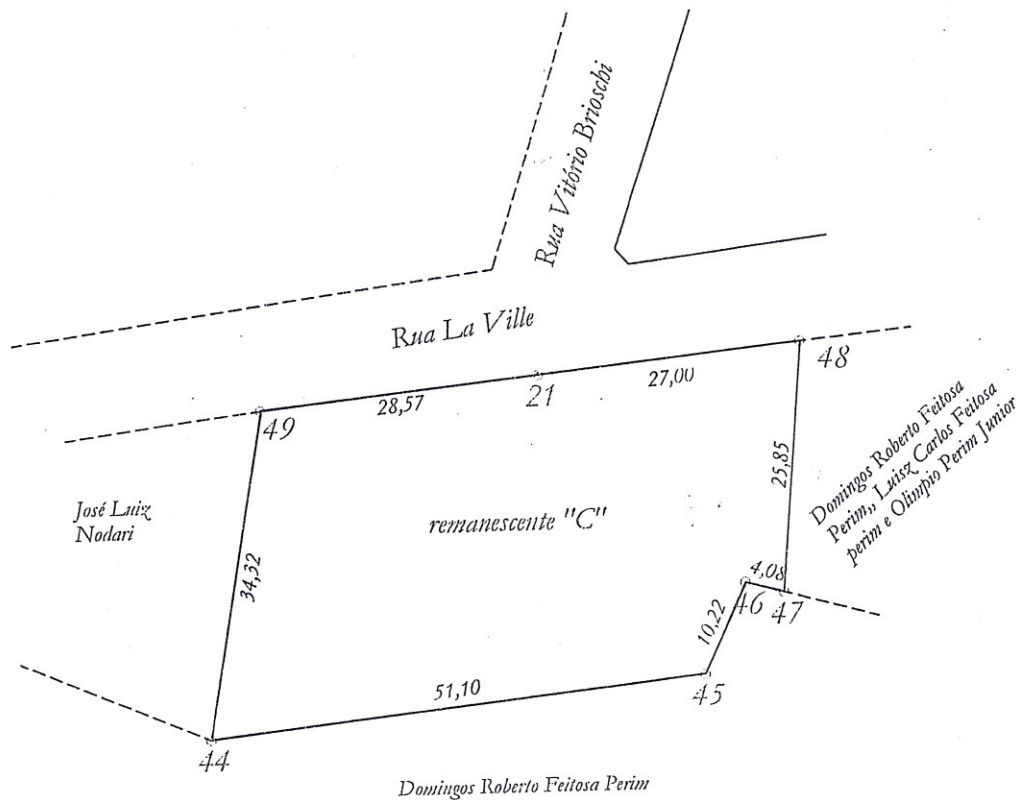 Rua Vitório Brioschi
Rua La Ville
48
27,00
21
28,57
49
Domingos Roberto Feitosa
Perim,, Luisz Carlos Feilosa
perim e Olimpio Perim Junior
25,85
José Luiz
Nodari
remanescente "C"
34,32
4,08
46
47
10,22
45
51,10
44
Domingos Roberto Feitosa Perim